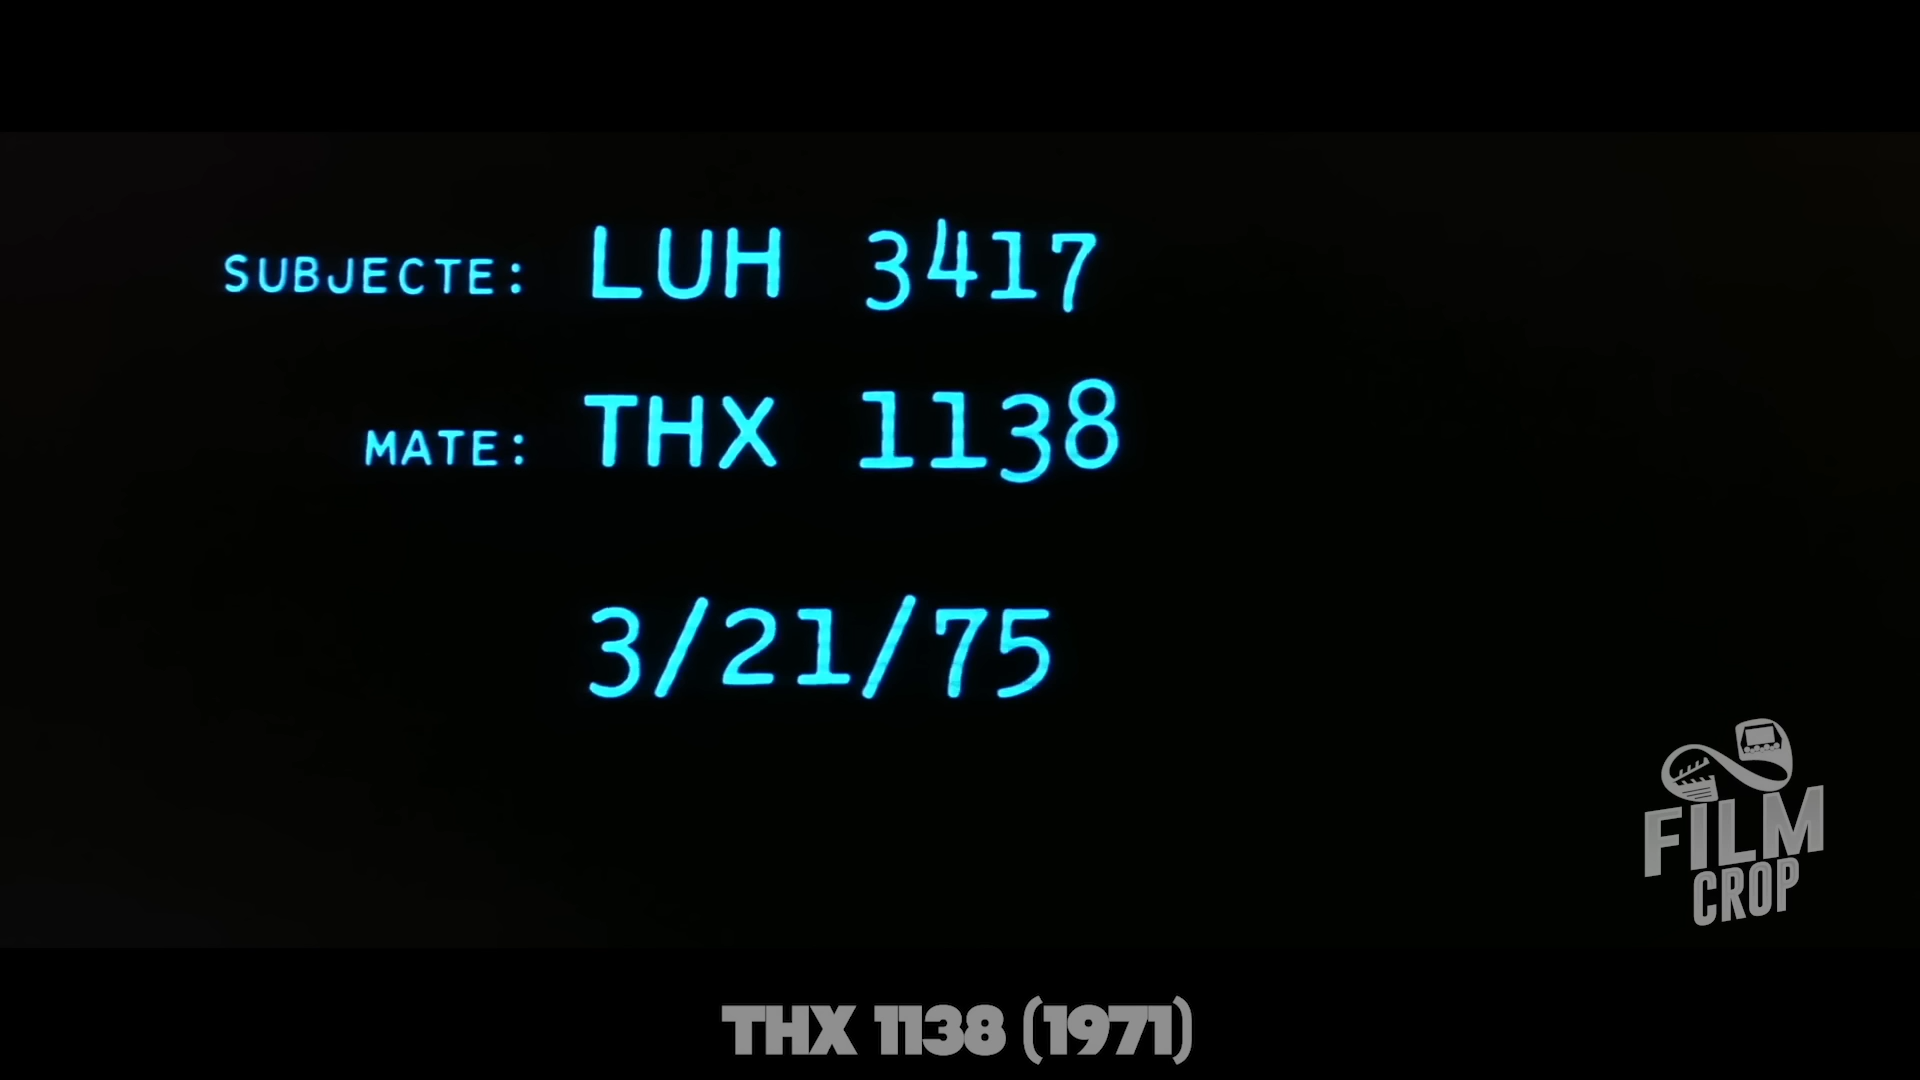 SUBJECTE: LUH 3417
MATE: THX 1138
3/21/75
FILM
CROP
THX 1138 (1971)